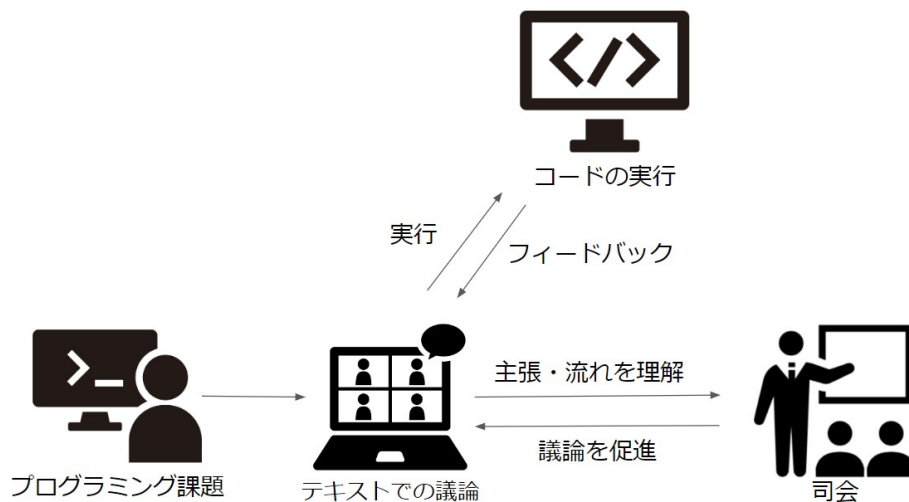 コードの実行
実行
フィードバック
主張・流れを理解
議論を促進
プログラミング課題
テキストでの議論
司会